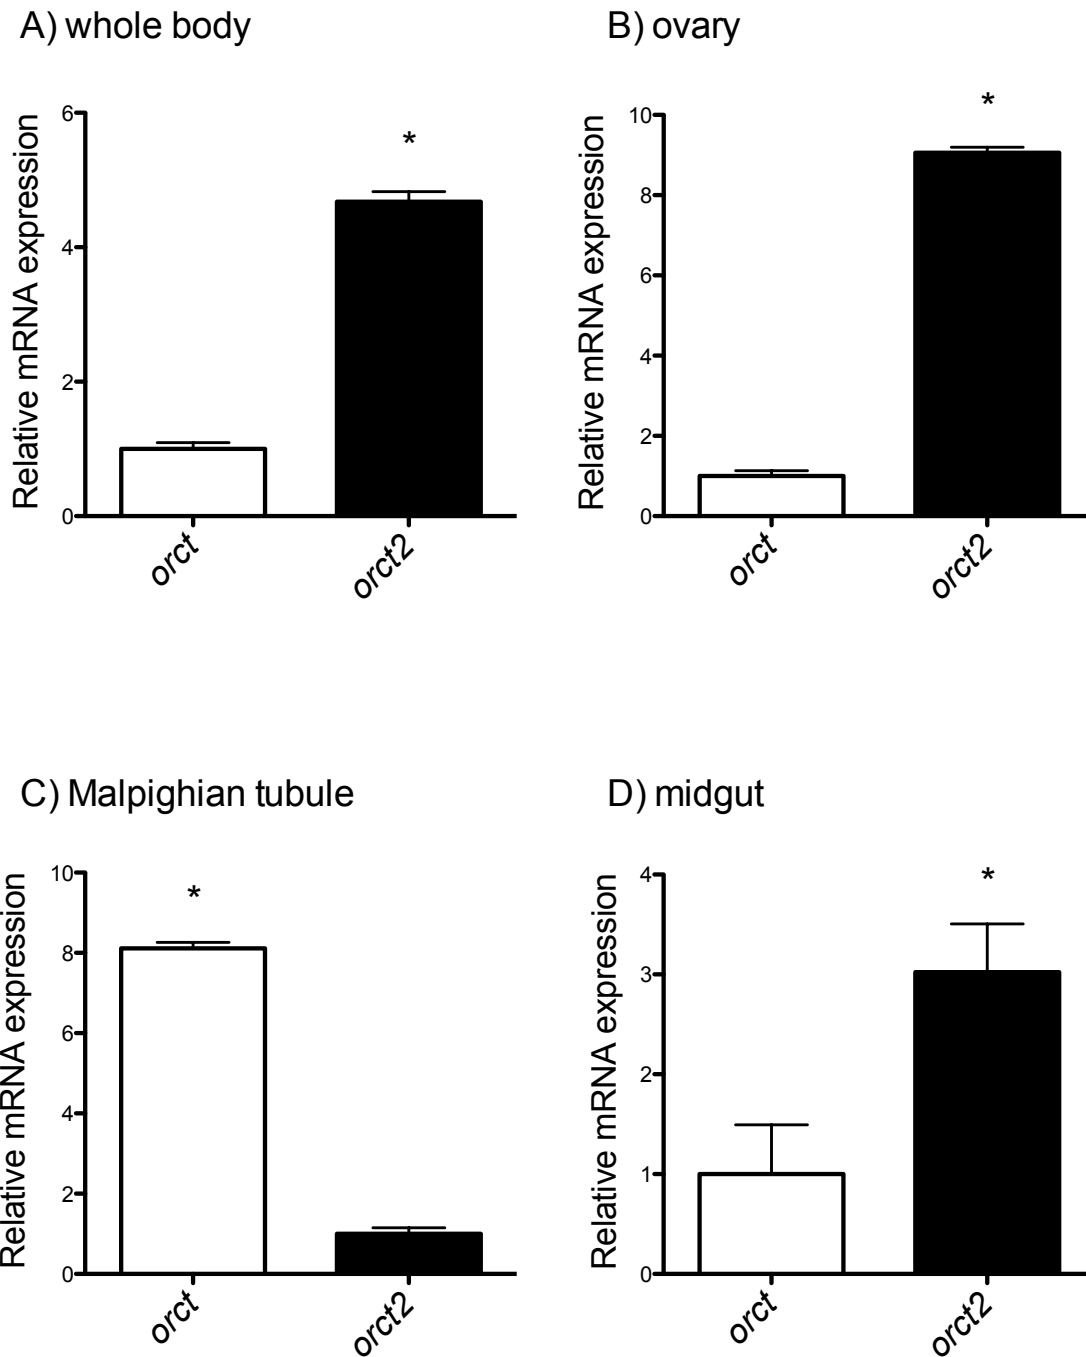 A) whole body
B) ovary
Relative mRNA expression
6
4
2
0
*
orct
orct2
Relative mRNA expression
10
8
6
4
2
0
*
orct
orct2
C) Malpighian tubule
D) midgut
Relative mRNA expression
10
8
6
4
2
0
*
orct
orct2
Relative mRNA expression
4
3
2
1
0
*
orct
orct2